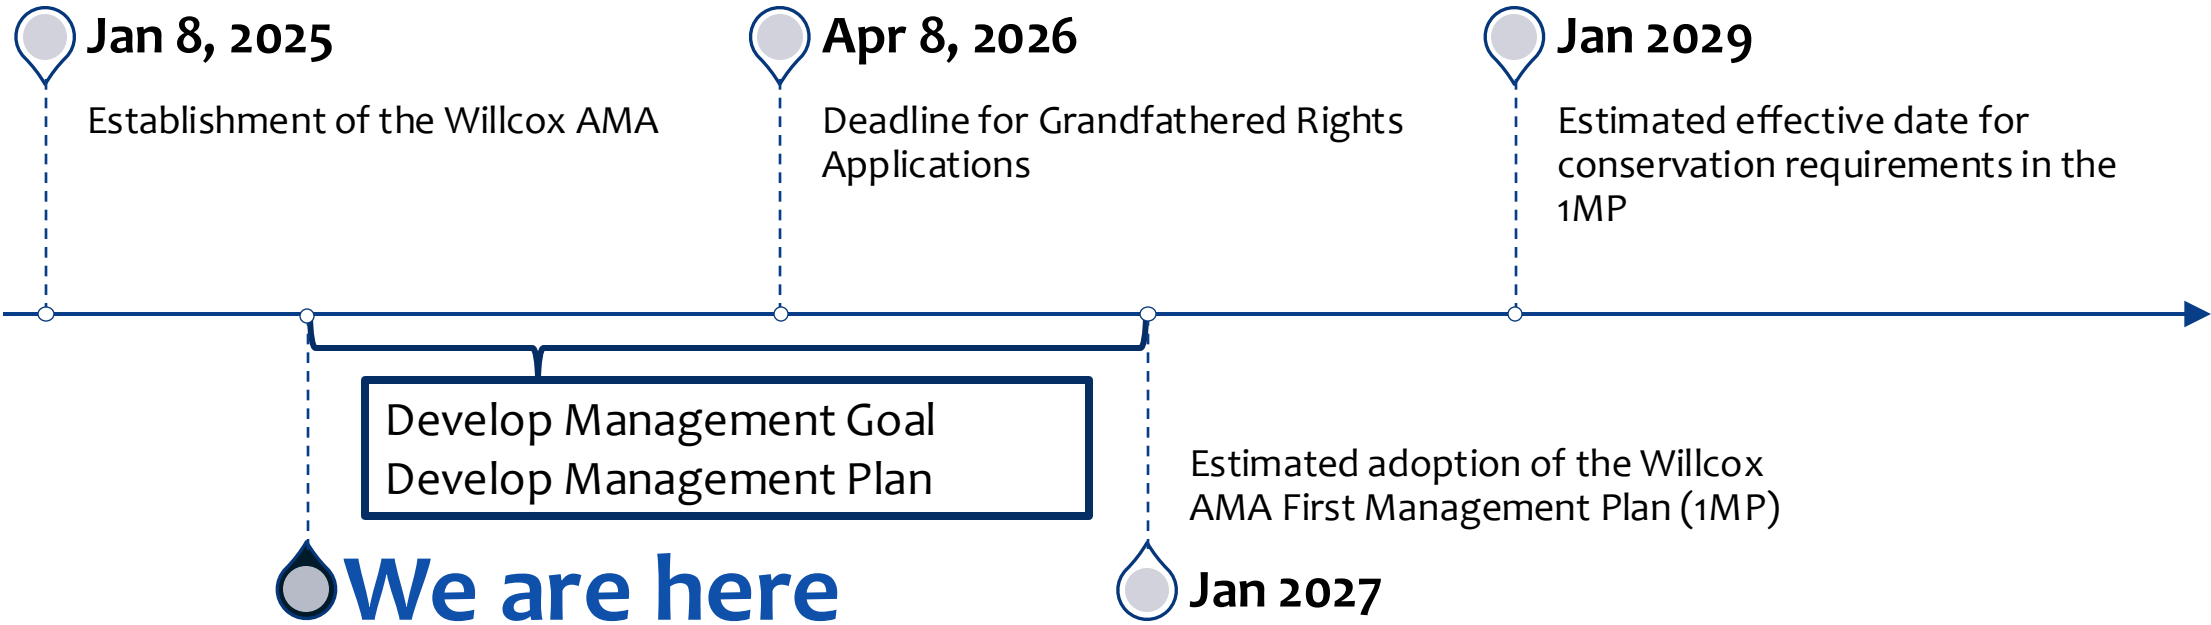 Jan 8, 2025
Establishment of the Willcox AMA
Apr 8, 2026
Deadline for Grandfathered Rights
Applications
Jan 2029
Estimated effective date for
conservation requirements in the
1MP
Develop Management Goal
Develop Management Plan
We are here
Estimated adoption of the Willcox
AMA First Management Plan (1MP)
Jan 2027